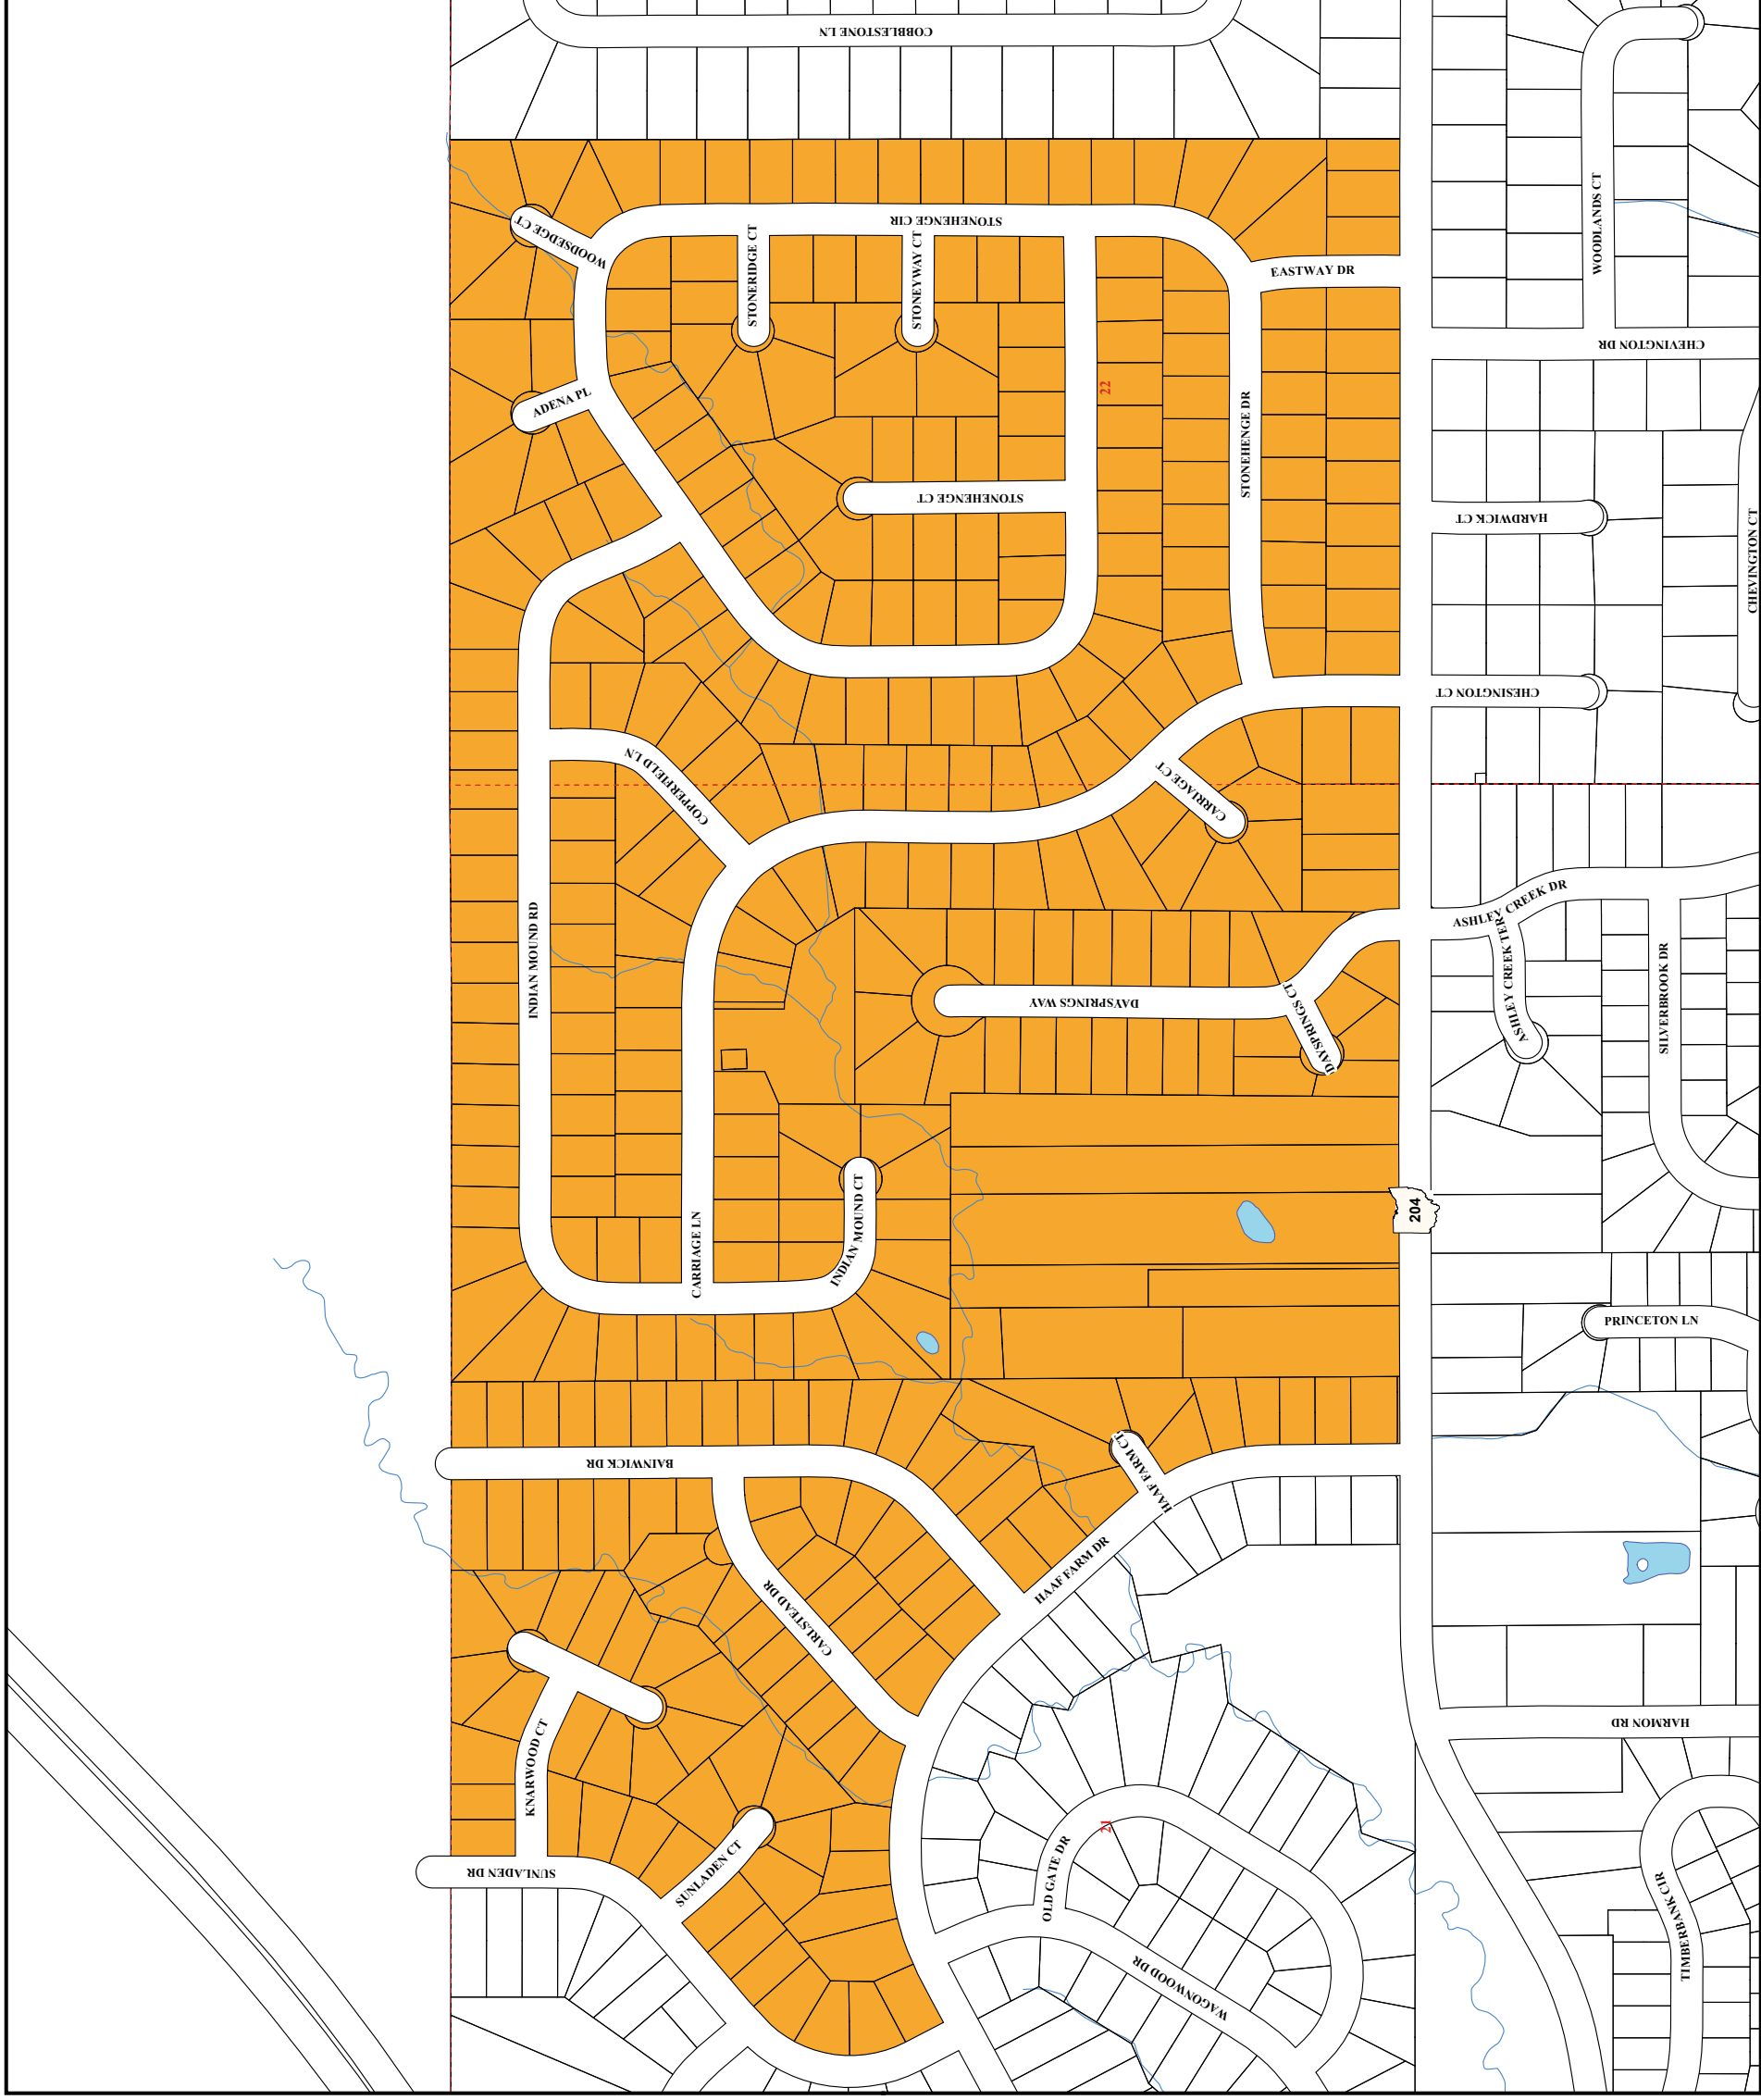 COBBLESTONE LN
WOODLANDS CT
WOODSEDGE CT
STONEHENGE CIR
STONERIDGE CT
STONEYWAY CT
EASTWAY DR
CHEVINGTON DR
ADENA PL
22
STONEHENGE DR
STONEHENGE CT
HARDWICK CT
CHEVINGTON CT
CHESINGTON CT
COPPERFIELD LN
CARRIAGE CT
ASHLEY CREEK DR
INDIAN MOUND RD
ASHLEY CREEK TER
ASHLEY CREEK CT
SILVERBROOK DR
DAYSPRINGS WAY
DAYSPRINGS CT
204
CARRIAGE LN
INDIAN MOUND CT
PRINCETON LN
BAINWICK DR
HAAF FARM CT
HAAF FARM DR
CARLSTEAD DR
HARMON RD
KNARWOOD CT
21
SUNLADEN DR
SUNLADEN CT
OLD GATE DR
WAGONWOOD DR
TIMBERBANK CIR